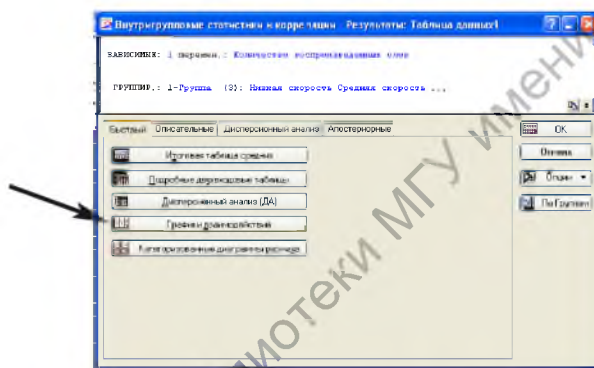 Внутригрупповые статистики и корреляции - Результаты: Таблица данных1
ЗАВИСИМЫЕ: 1 перемен.: Количество воспроизведенных слов
ГРУППИР.: 1-Группа (3): Низкая скорость Средняя скорость ...
Быстрый Описательные Дисперсионный анализ Апостериорные
Итоговая таблица средних
Подробные двухвходовые таблицы
Дисперсионный анализ (ДА)
Графики взаимодействий
Категоризованные диаграммы размаха
OK
Отмена
Опции
По Группам
БИБЛИОТЕКИ МГУ ИМЕНИ